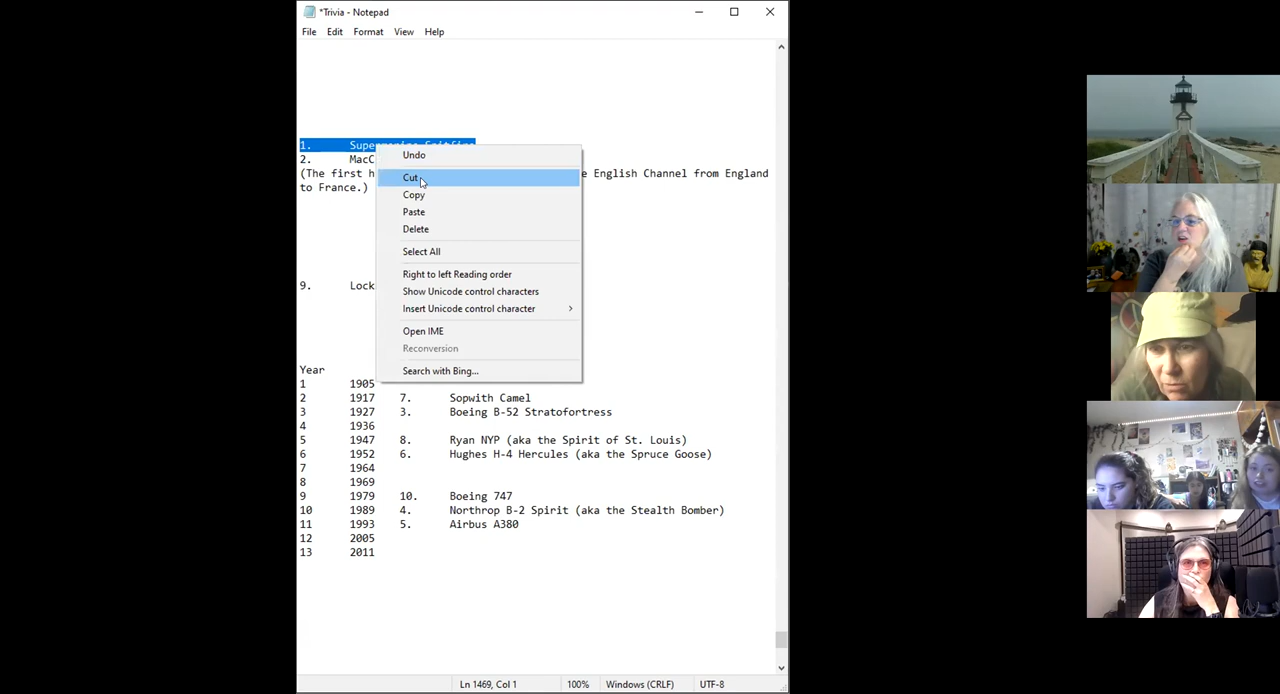 *Trivia - Notepad
File Edit Format View Help
1. Supermarine Spitfire
2. MacC
(The first h e English Channel from England
to France.)
Undo
Cut
Copy
Paste
Delete
Select All
Right to left Reading order
Show Unicode control characters
Insert Unicode control character
Open IME
Reconversion
Search with Bing...
9. Lock
Year
1 1905
2 1917 7. Sopwith Camel
3 1927 3. Boeing B-52 Stratofortress
4 1936
5 1947 8. Ryan NYP (aka the Spirit of St. Louis)
6 1952 6. Hughes H-4 Hercules (aka the Spruce Goose)
7 1964
8 1969
9 1979 10. Boeing 747
10 1989 4. Northrop B-2 Spirit (aka the Stealth Bomber)
11 1993 5. Airbus A380
12 2005
13 2011
Ln 1469, Col 1 100% Windows (CRLF) UTF-8